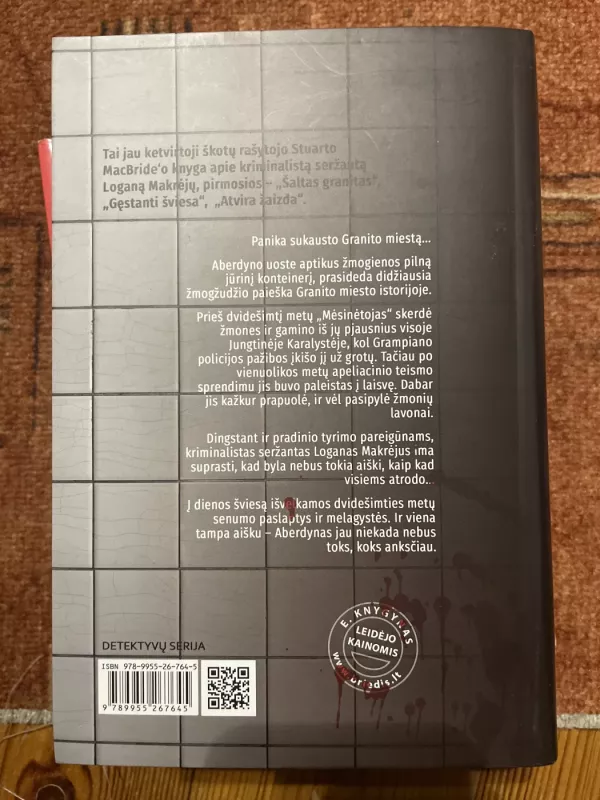 Tai jau ketvirtoji škotų rašytojo Stuarto
MacBride'o knyga apie kriminalistą seržantą
Loganą Makrėjų, pirmosios – „Šaltas granitas“,
„Gęstanti šviesa“, „Atvira žaizda“.
Panika sukausto Granito miestą...
Aberdyno uoste aptikus žmogienos pilną
jūrinį konteinerį, prasideda didžiausia
žmogžudžio paieška Granito miesto istorijoje.
Prieš dvidešimtį metų „Mėsinėtojas“ skerdė
žmones ir gamino iš jų pjausnius visoje
Jungtinėje Karalystėje, kol Grampiano
policijos pažibos įkišo jį už grotų. Tačiau po
vienuolikos metų apeliacinio teismo
sprendimu jis buvo paleistas į laisvę. Dabar
jis kažkur prapuolė, ir vėl pasipylė žmonių
lavonai.
Dingstant ir pradinio tyrimo pareigūnams,
kriminalistas seržantas Loganas Makrėjus ima
suprasti, kad byla nebus tokia aiški, kaip kad
visiems atrodo...
Į dienos šviesą išvelkamos dvidešimties metų
senumo paslaptys ir melagystės. Ir viena
tampa aišku – Aberdynas jau niekada nebus
toks, koks anksčiau.
E. KNYGYNAS
LEIDĖJO
KAINOMIS
www.briedis.lt
DETEKTYVŲ SERIJA
ISBN 978-9955-26-764-5
9 789955 267645